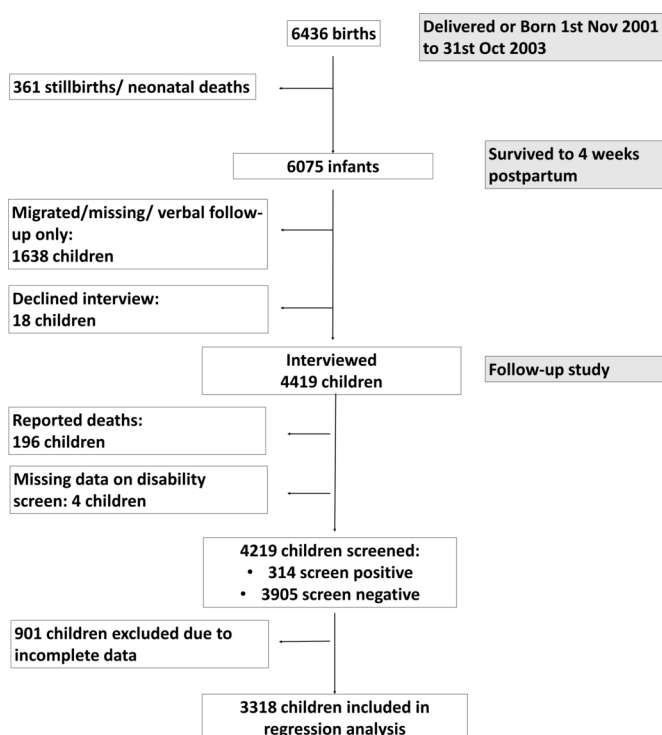 6436 births
Delivered or Born 1st Nov 2001
to 31st Oct 2003
361 stillbirths/ neonatal deaths
6075 infants
Survived to 4 weeks
postpartum
Migrated/missing/ verbal follow-
up only:
1638 children
Declined interview:
18 children
Interviewed
4419 children
Follow-up study
Reported deaths:
196 children
Missing data on disability
screen: 4 children
4219 children screened:
• 314 screen positive
• 3905 screen negative
901 children excluded due to
incomplete data
3318 children included in
regression analysis